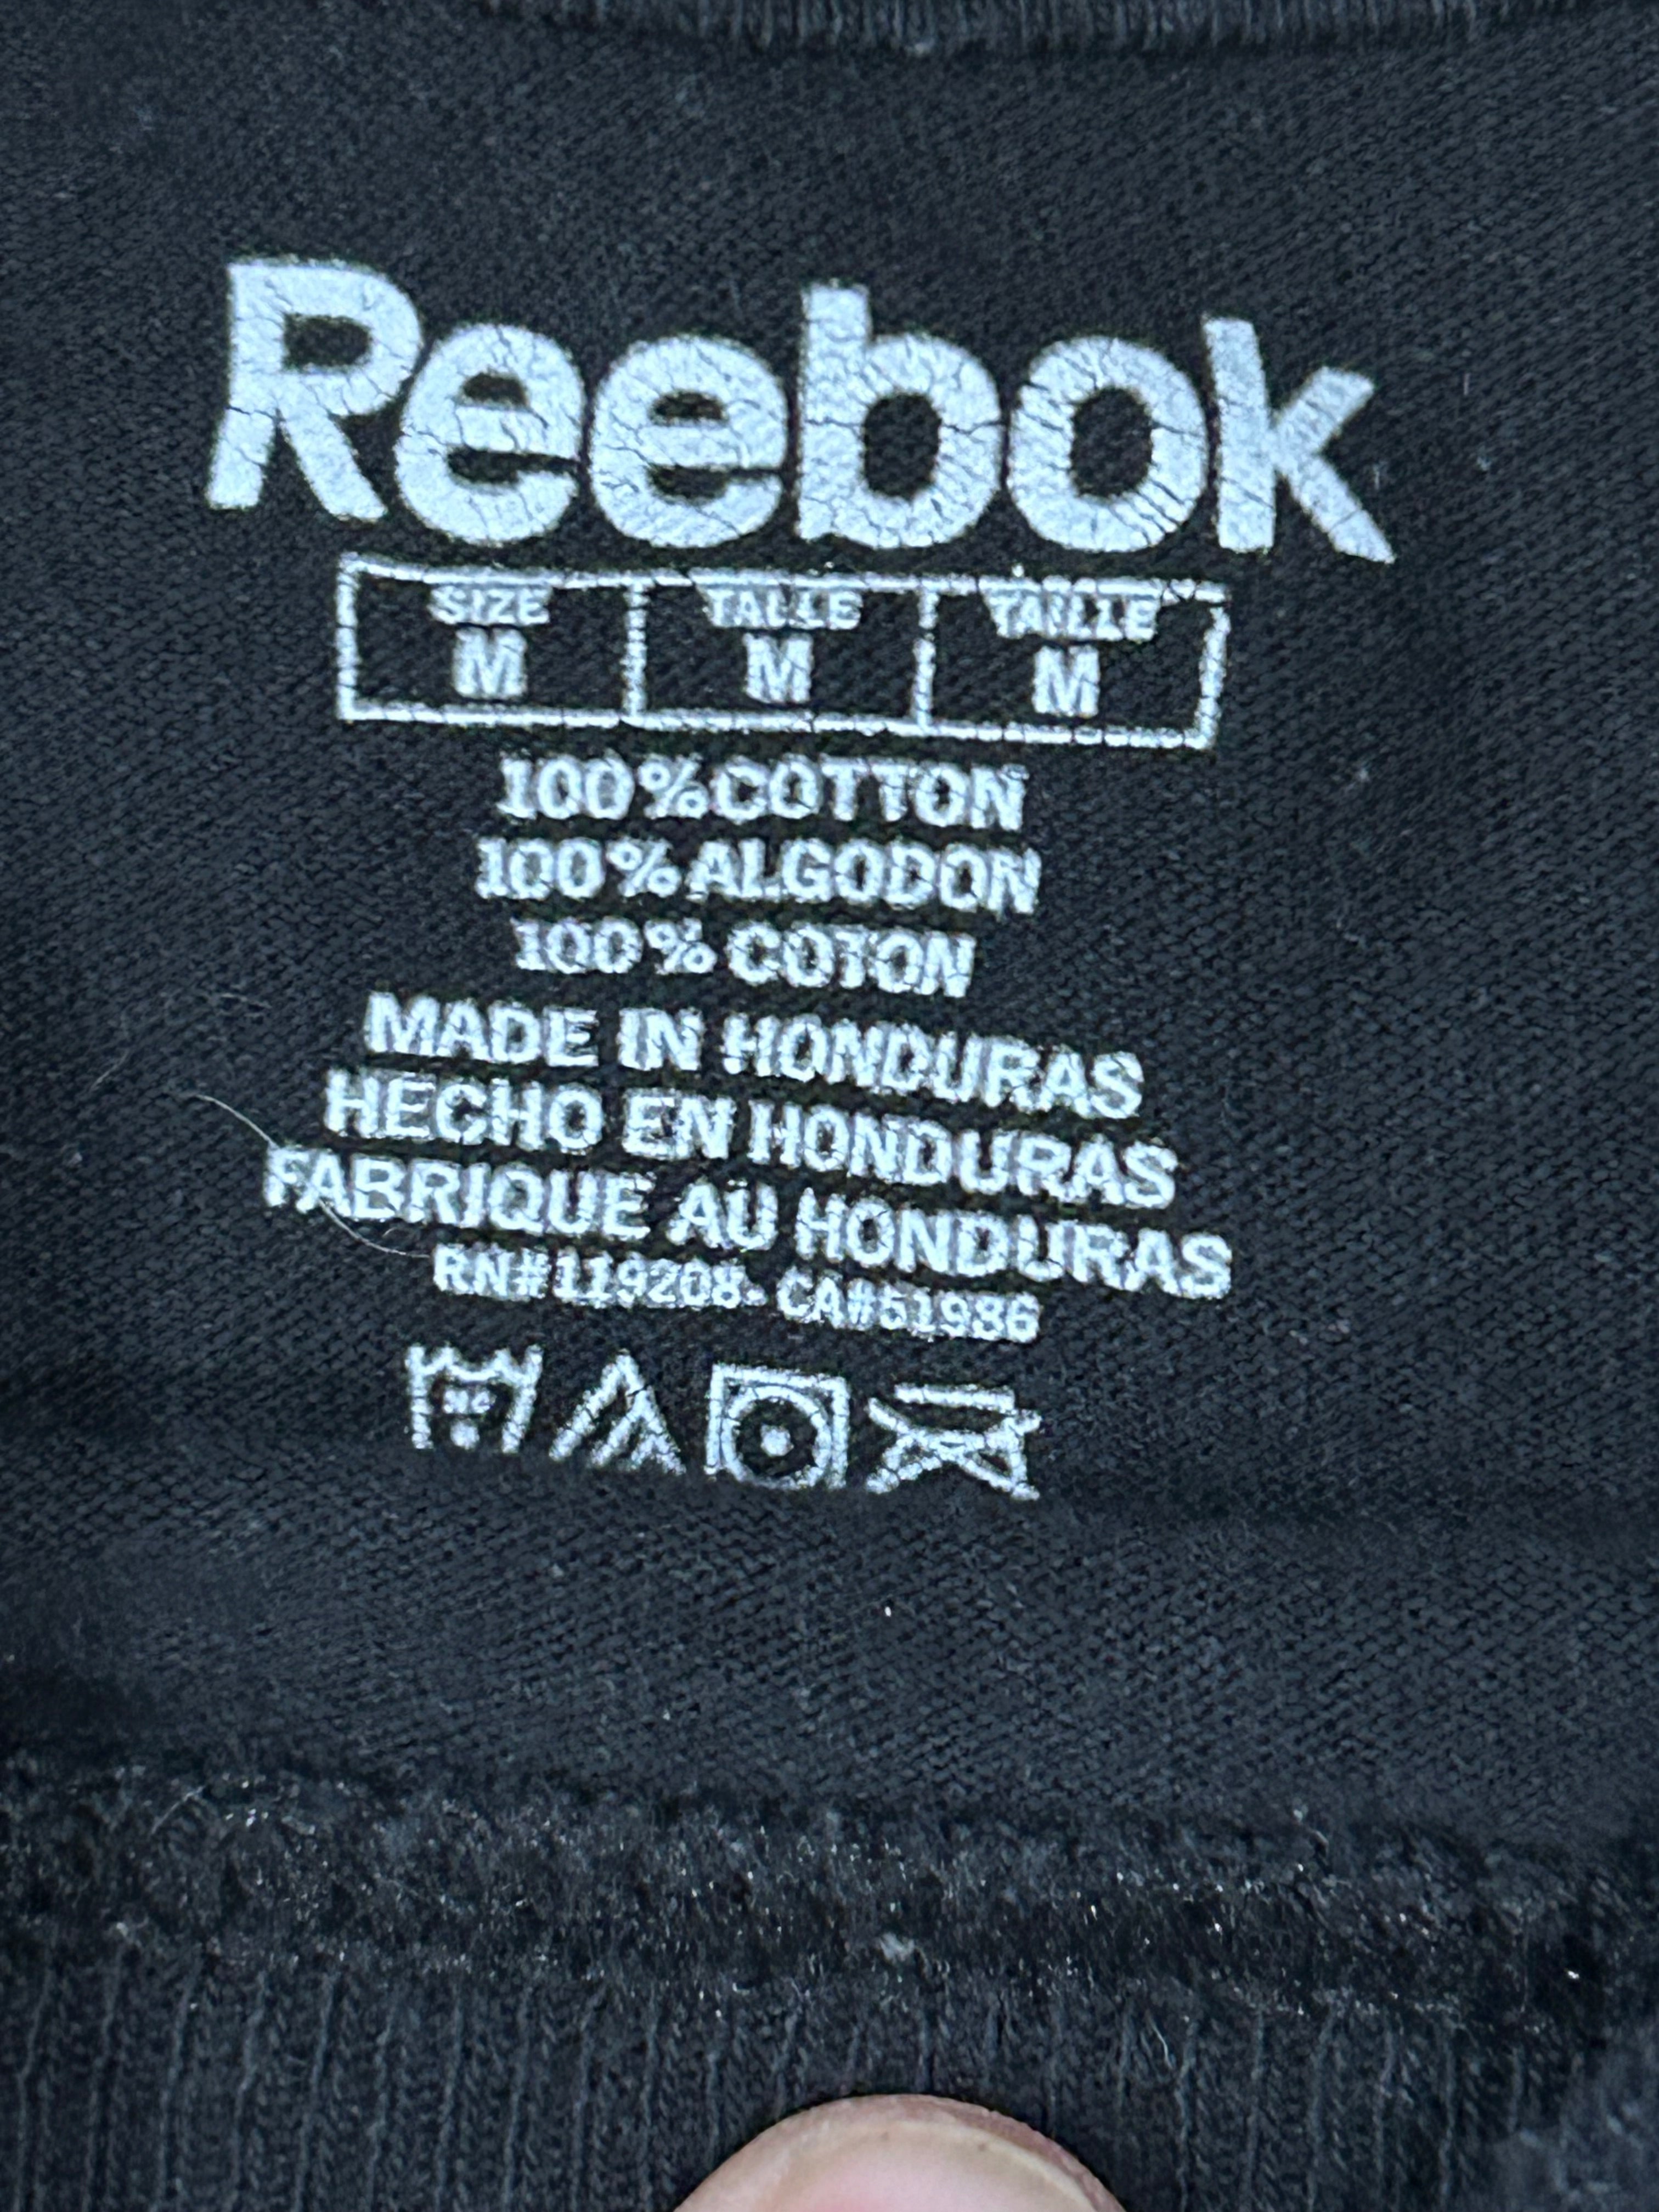 Reebok
SIZE TALLE TAILLE
M M M
100% COTTON
100% ALGODON
100% COTON
MADE IN HONDURAS
HECHO EN HONDURAS
FABRIQUE AU HONDURAS
RN# 119208 - CA# 51986